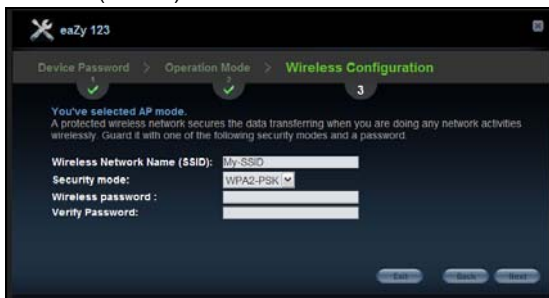 eaZy 123
Device Password > Operation Mode > Wireless Configuration
3
You've selected AP mode.
A protected wireless network secures the data transferring when you are doing any network activities
wirelessly. Guard it with one of the following security modes and a password.
Wireless Network Name (SSID): My-SSID
Security mode: WPA2-PSK
Wireless password :
Verify Password:
Exit Back Next